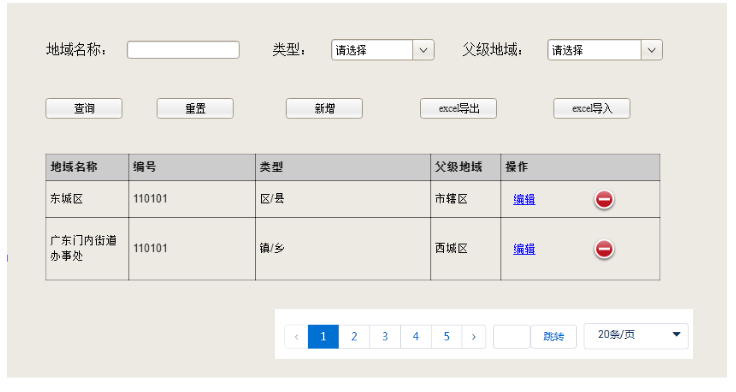 地域名称： 类型： 请选择 父级地域： 请选择
查询 重置 新增 excel导出 excel导入
地域名称 编号 类型 父级地域 操作
东城区 110101 区/县 市辖区 编辑
广东门内街道
办事处 110101 镇/乡 西城区 编辑
‹ 1 2 3 4 5 › 跳转 20条/页